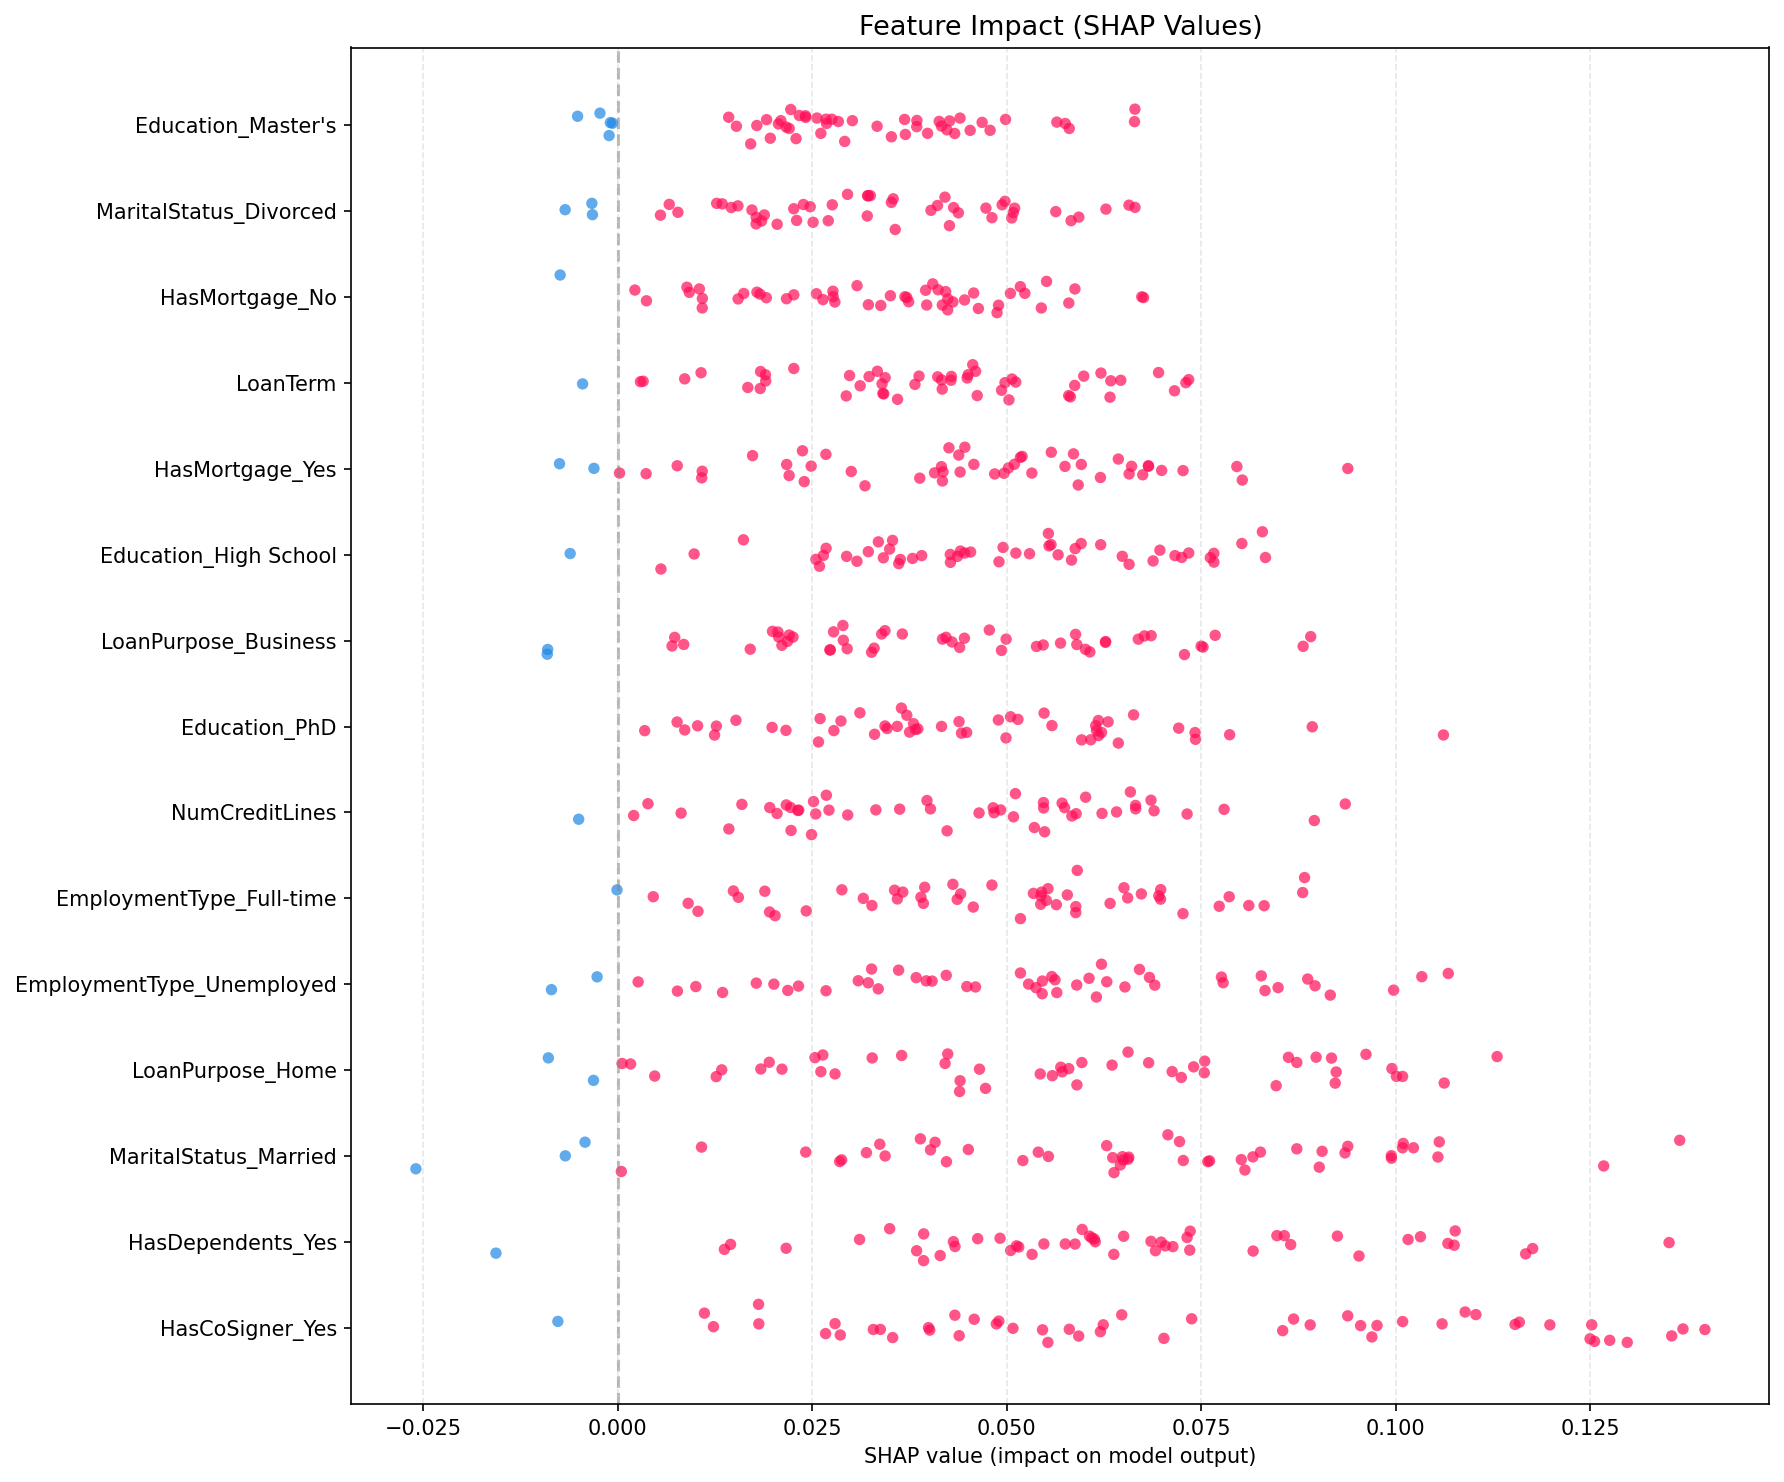 Feature Impact (SHAP Values)
Education_Master's
MaritalStatus_Divorced
HasMortgage_No
LoanTerm
HasMortgage_Yes
Education_High School
LoanPurpose_Business
Education_PhD
NumCreditLines
EmploymentType_Full-time
EmploymentType_Unemployed
LoanPurpose_Home
MaritalStatus_Married
HasDependents_Yes
HasCoSigner_Yes
−0.025 0.000 0.025 0.050 0.075 0.100 0.125
SHAP value (impact on model output)